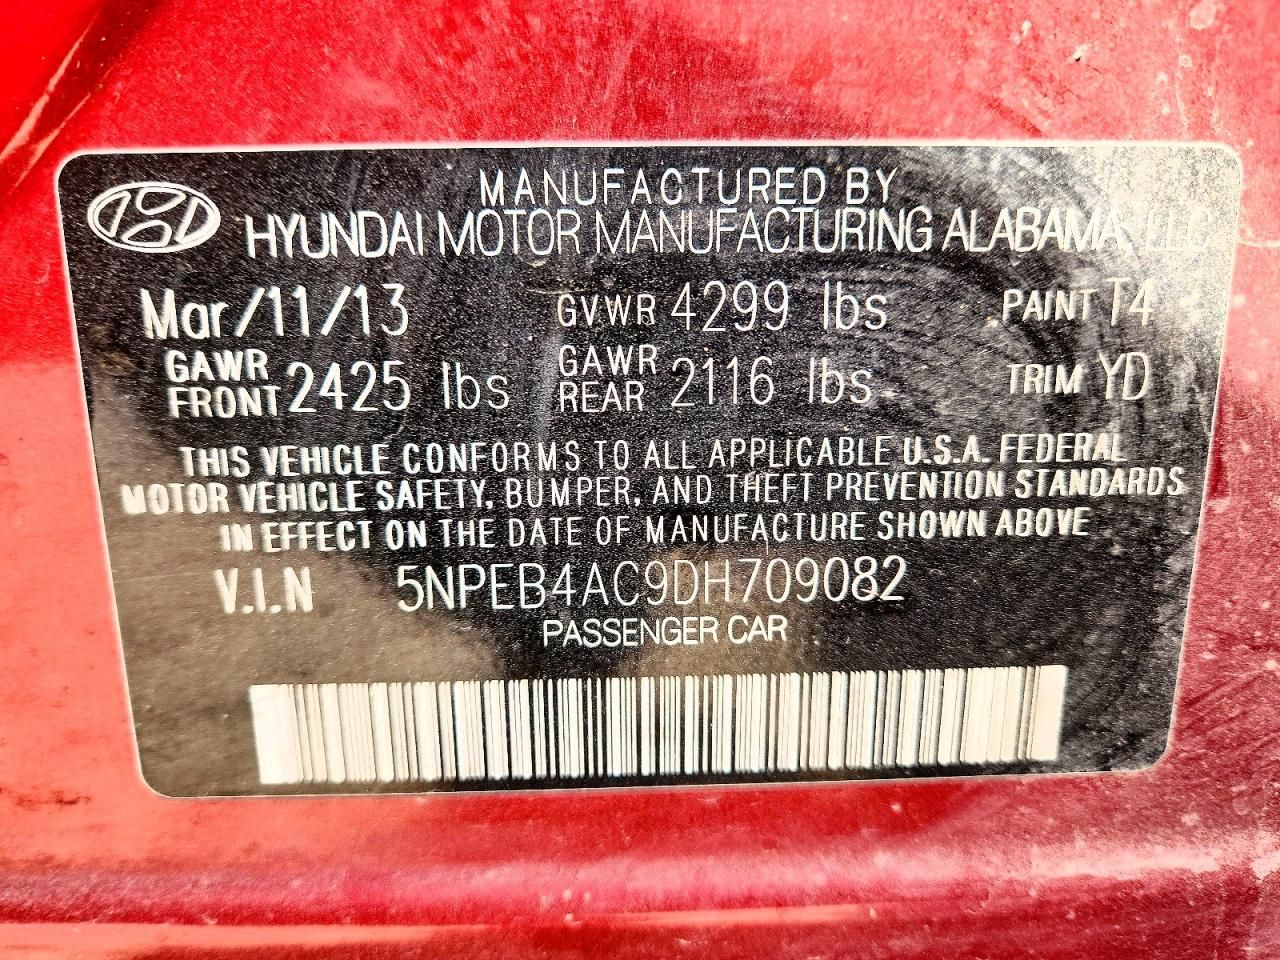 MANUFACTURED BY
HYUNDAI MOTOR MANUFACTURING ALABAMA, LLC
Mar/11/13 GVWR 4299 lbs PAINT T4
GAWR FRONT 2425 lbs GAWR REAR 2116 lbs TRIM YD
THIS VEHICLE CONFORMS TO ALL APPLICABLE U.S.A. FEDERAL
MOTOR VEHICLE SAFETY, BUMPER, AND THEFT PREVENTION STANDARDS
IN EFFECT ON THE DATE OF MANUFACTURE SHOWN ABOVE
V.I.N 5NPEB4AC9DH709082
PASSENGER CAR